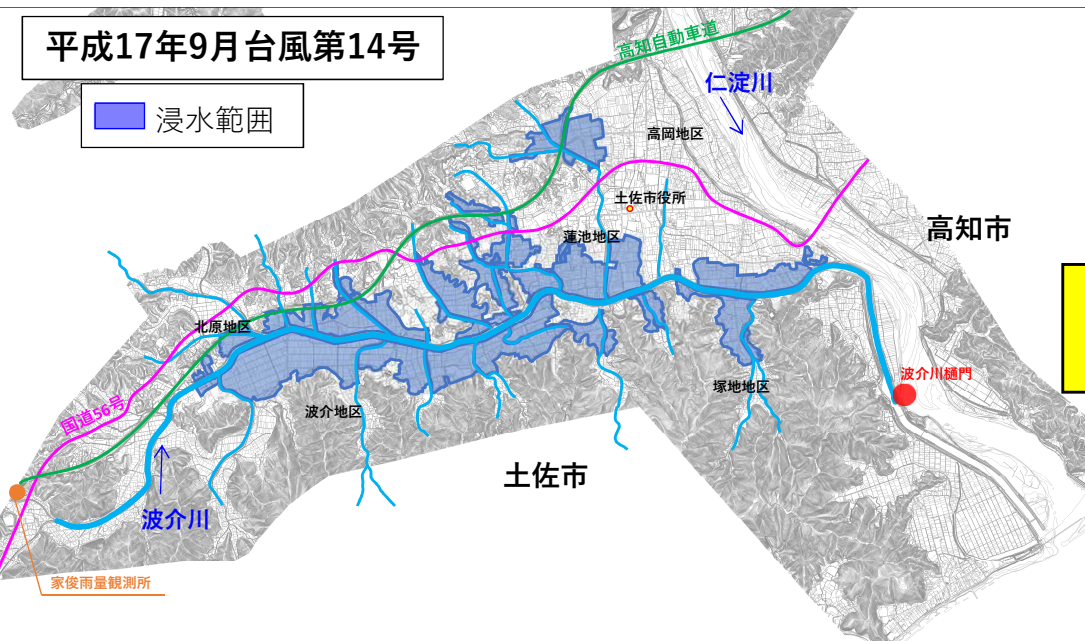 平成17年9月台風第14号
浸水範囲
高知自動車道
仁淀川
高岡地区
土佐市役所
高知市
蓮池地区
北原地区
波介川樋門
塚地地区
国道56号
波介地区
土佐市
波介川
家俊雨量観測所